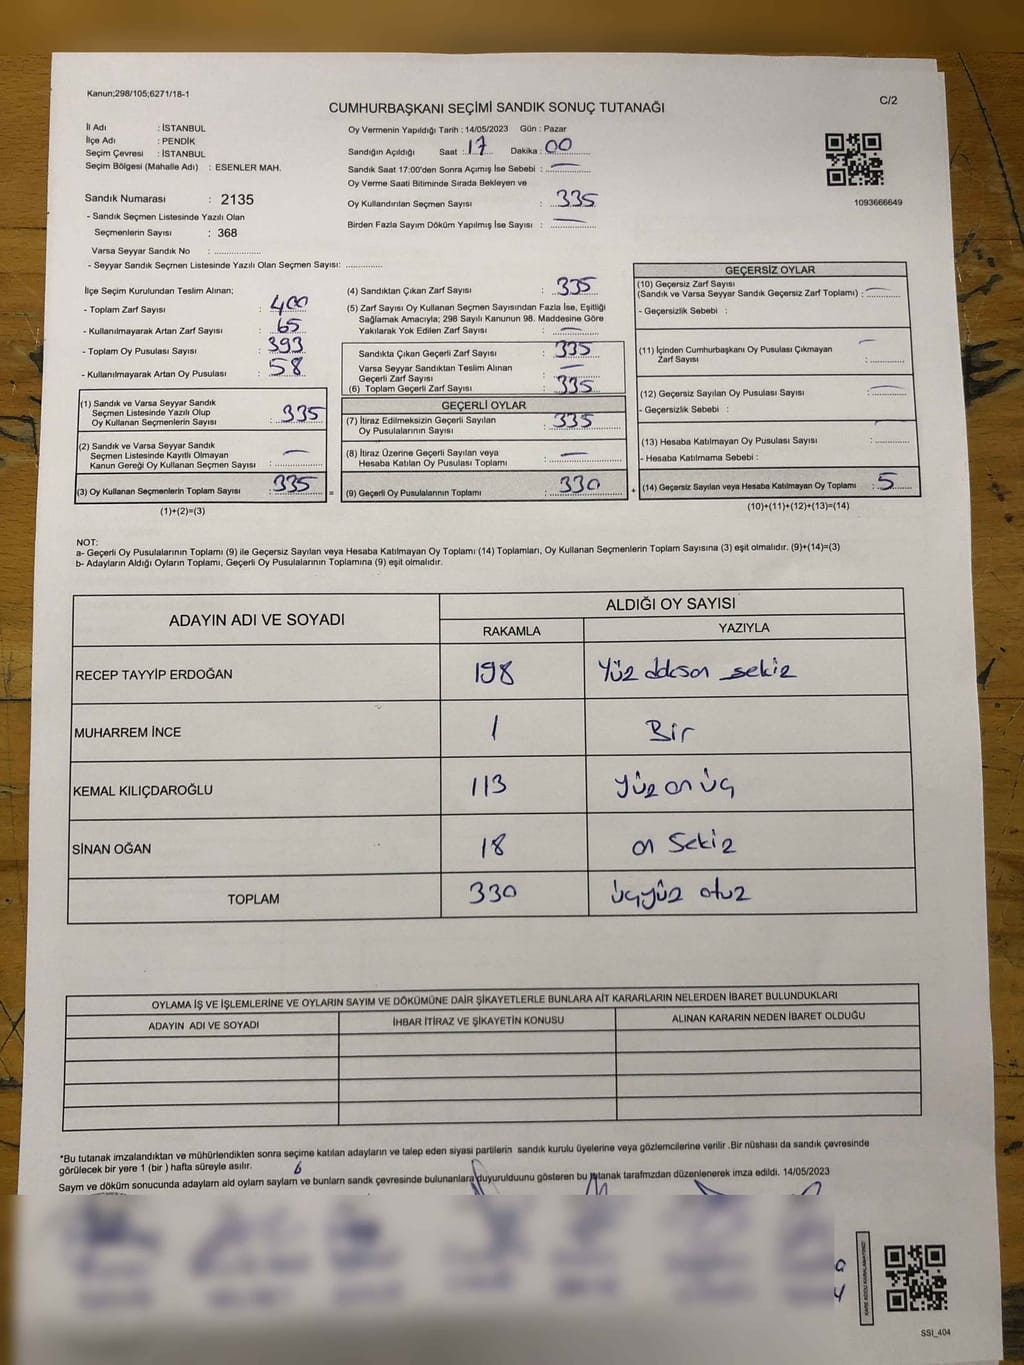 Kanun;298/105;6271/18-1
CUMHURBAŞKANI SEÇİMİ SANDIK SONUÇ TUTANAĞI
C/2
İl Adı : İSTANBUL
İlçe Adı : PENDİK
Seçim Çevresi : İSTANBUL
Seçim Bölgesi (Mahalle Adı) : ESENLER MAH.
Sandık Numarası : 2135
- Sandık Seçmen Listesinde Yazılı Olan
Seçmenlerin Sayısı : 368
Varsa Seyyar Sandık No : ..................
- Seyyar Sandık Seçmen Listesinde Yazılı Olan Seçmen Sayısı: ..............
Oy Vermenin Yapıldığı Tarih : 14/05/2023 Gün : Pazar
Sandığın Açıldığı Saat : 17 Dakika : 00
Sandık Saat 17:00'den Sonra Açımış İse Sebebi : —
Oy Verme Saati Bitiminde Sırada Bekleyen ve
Oy Kullandırılan Seçmen Sayısı : 335
Birden Fazla Sayım Döküm Yapılmış İse Sayısı : —
1093666649
İlçe Seçim Kurulundan Teslim Alınan;
- Toplam Zarf Sayısı : 400
- Kullanılmayarak Artan Zarf Sayısı : 65
- Toplam Oy Pusulası Sayısı : 393
- Kullanılmayarak Artan Oy Pusulası : 58
(1) Sandık ve Varsa Seyyar Sandık
Seçmen Listesinde Yazılı Olup
Oy Kullanan Seçmenlerin Sayısı : 335
(2) Sandık ve Varsa Seyyar Sandık
Seçmen Listesinde Kayıtlı Olmayan
Kanun Gereği Oy Kullanan Seçmen Sayısı : —
(3) Oy Kullanan Seçmenlerin Toplam Sayısı : 335 =
(1)+(2)=(3)
(4) Sandıktan Çıkan Zarf Sayısı : 335
(5) Zarf Sayısı Oy Kullanan Seçmen Sayısından Fazla İse, Eşitliği
Sağlamak Amacıyla; 298 Sayılı Kanunun 98. Maddesine Göre
Yakılarak Yok Edilen Zarf Sayısı : —
Sandıkta Çıkan Geçerli Zarf Sayısı : 335
Varsa Seyyar Sandıktan Teslim Alınan
Geçerli Zarf Sayısı : —
(6) Toplam Geçerli Zarf Sayısı : 335
GEÇERLİ OYLAR
(7) İtiraz Edilmeksizin Geçerli Sayılan
Oy Pusulalarının Sayısı : 335
(8) İtiraz Üzerine Geçerli Sayılan veya
Hesaba Katılan Oy Pusulası Toplamı : —
(9) Geçerli Oy Pusulalarının Toplamı : 330 +
GEÇERSİZ OYLAR
(10) Geçersiz Zarf Sayısı
(Sandık ve Varsa Seyyar Sandık Geçersiz Zarf Toplamı) : —
- Geçersizlik Sebebi :
(11) İçinden Cumhurbaşkanı Oy Pusulası Çıkmayan
Zarf Sayısı : —
(12) Geçersiz Sayılan Oy Pusulası Sayısı : —
- Geçersizlik Sebebi :
(13) Hesaba Katılmayan Oy Pusulası Sayısı : —
- Hesaba Katılmama Sebebi :
(14) Geçersiz Sayılan veya Hesaba Katılmayan Oy Toplamı : 5
(10)+(11)+(12)+(13)=(14)
NOT:
a- Geçerli Oy Pusulalarının Toplamı (9) ile Geçersiz Sayılan veya Hesaba Katılmayan Oy Toplamı (14) Toplamları, Oy Kullanan Seçmenlerin Toplam Sayısına (3) eşit olmalıdır. (9)+(14)=(3)
b- Adayların Aldığı Oyların Toplamı, Geçerli Oy Pusulalarının Toplamına (9) eşit olmalıdır.
ADAYIN ADI VE SOYADI
ALDIĞI OY SAYISI
RAKAMLA YAZIYLA
RECEP TAYYİP ERDOĞAN 198 Yüz doksan sekiz
MUHARREM İNCE 1 Bir
KEMAL KILIÇDAROĞLU 113 yüz on üç
SİNAN OĞAN 18 on sekiz
TOPLAM 330 üçyüz otuz
OYLAMA İŞ VE İŞLEMLERİNE VE OYLARIN SAYIM VE DÖKÜMÜNE DAİR ŞİKAYETLERLE BUNLARA AİT KARARLARIN NELERDEN İBARET BULUNDUKLARI
ADAYIN ADI VE SOYADI İHBAR İTİRAZ VE ŞİKAYETİN KONUSU ALINAN KARARIN NEDEN İBARET OLDUĞU
*Bu tutanak imzalandıktan ve mühürlendikten sonra seçime katılan adayların ve talep eden siyasi partilerin sandık kurulu üyelerine veya gözlemcilerine verilir .Bir nüshası da sandık çevresinde
görülecek bir yere 1 (bir ) hafta süreyle asılır.
6
Saym ve döküm sonucunda adaylarn ald oylarn saylarn ve bunlarn sandk çevresinde bulunanlara duyurulduunu gösteren bu tutanak tarafmzdan düzenlenerek imza edildi. 14/05/2023
SSI_404